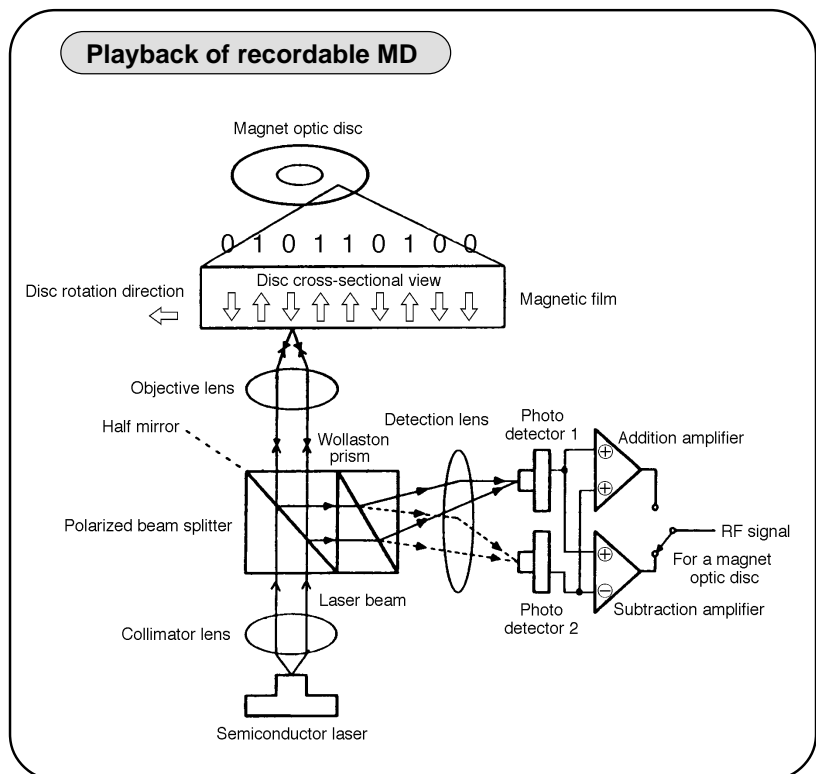 Playback of recordable MD
Magnet optic disc
0 1 0 1 1 0 1 0 0
Disc cross-sectional view
Disc rotation direction
Magnetic film
Objective lens
Half mirror
Detection lens
Photo
detector 1
Addition amplifier
Wollaston
prism
Polarized beam splitter
RF signal
For a magnet
optic disc
Laser beam
Photo
detector 2
Subtraction amplifier
Collimator lens
Semiconductor laser